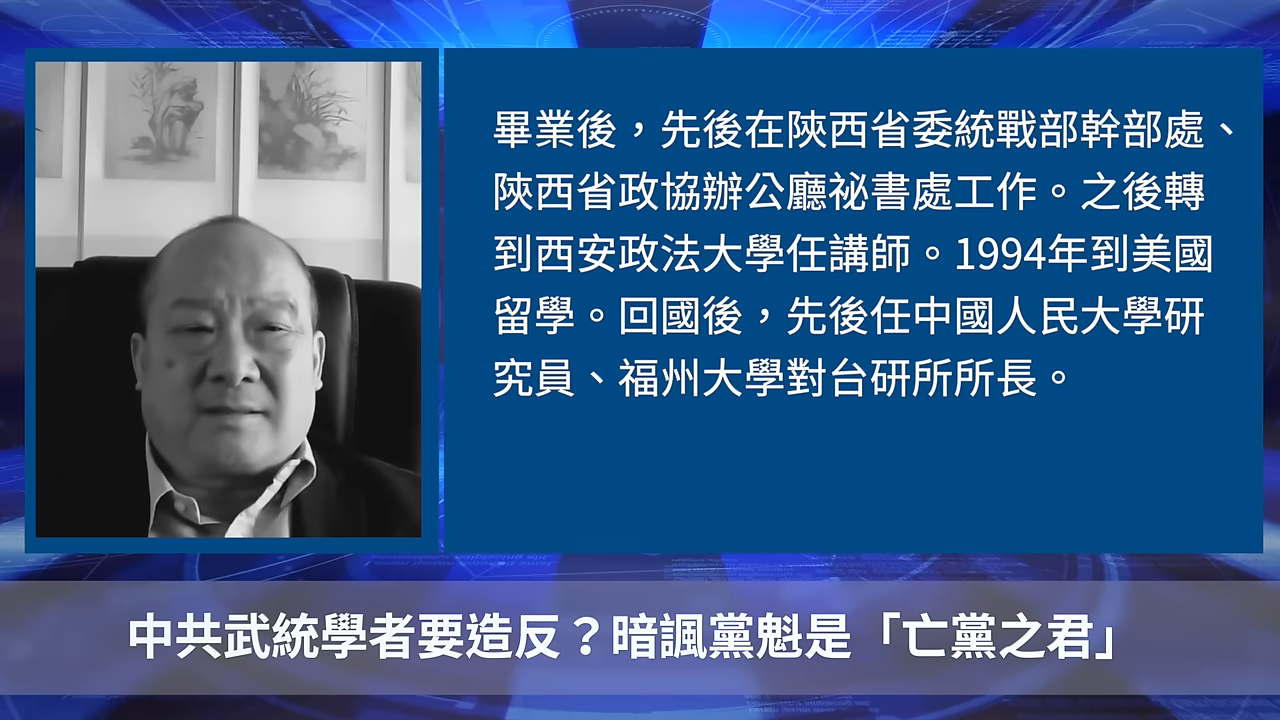 畢業後，先後在陝西省委統戰部幹部處、
陝西省政協辦公廳祕書處工作。之後轉
到西安政法大學任講師。1994年到美國
留學。回國後，先後任中國人民大學研
究員、福州大學對台研所所長。
中共武統學者要造反？暗諷黨魁是「亡黨之君」